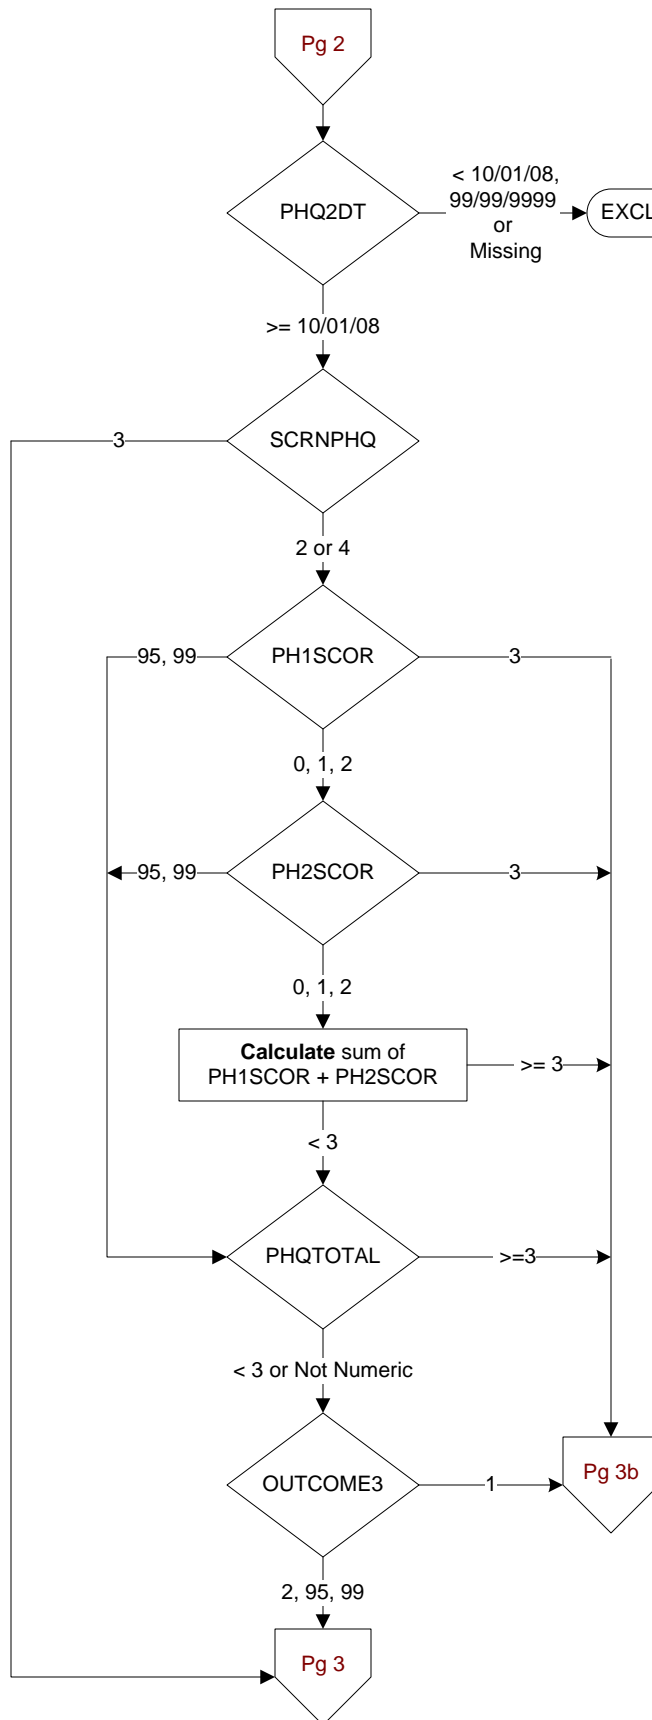 Pg 2
PHQ2DT
< 10/01/08,
99/99/9999
or
Missing
EXCL
>= 10/01/08
SCRNPHQ
3
2 or 4
PH1SCOR
95, 99
3
0, 1, 2
PH2SCOR
95, 99
3
0, 1, 2
Calculate sum of
PH1SCOR + PH2SCOR
>= 3
< 3
PHQTOTAL
>=3
< 3 or Not Numeric
OUTCOME3
1
Pg 3b
2, 95, 99
Pg 3